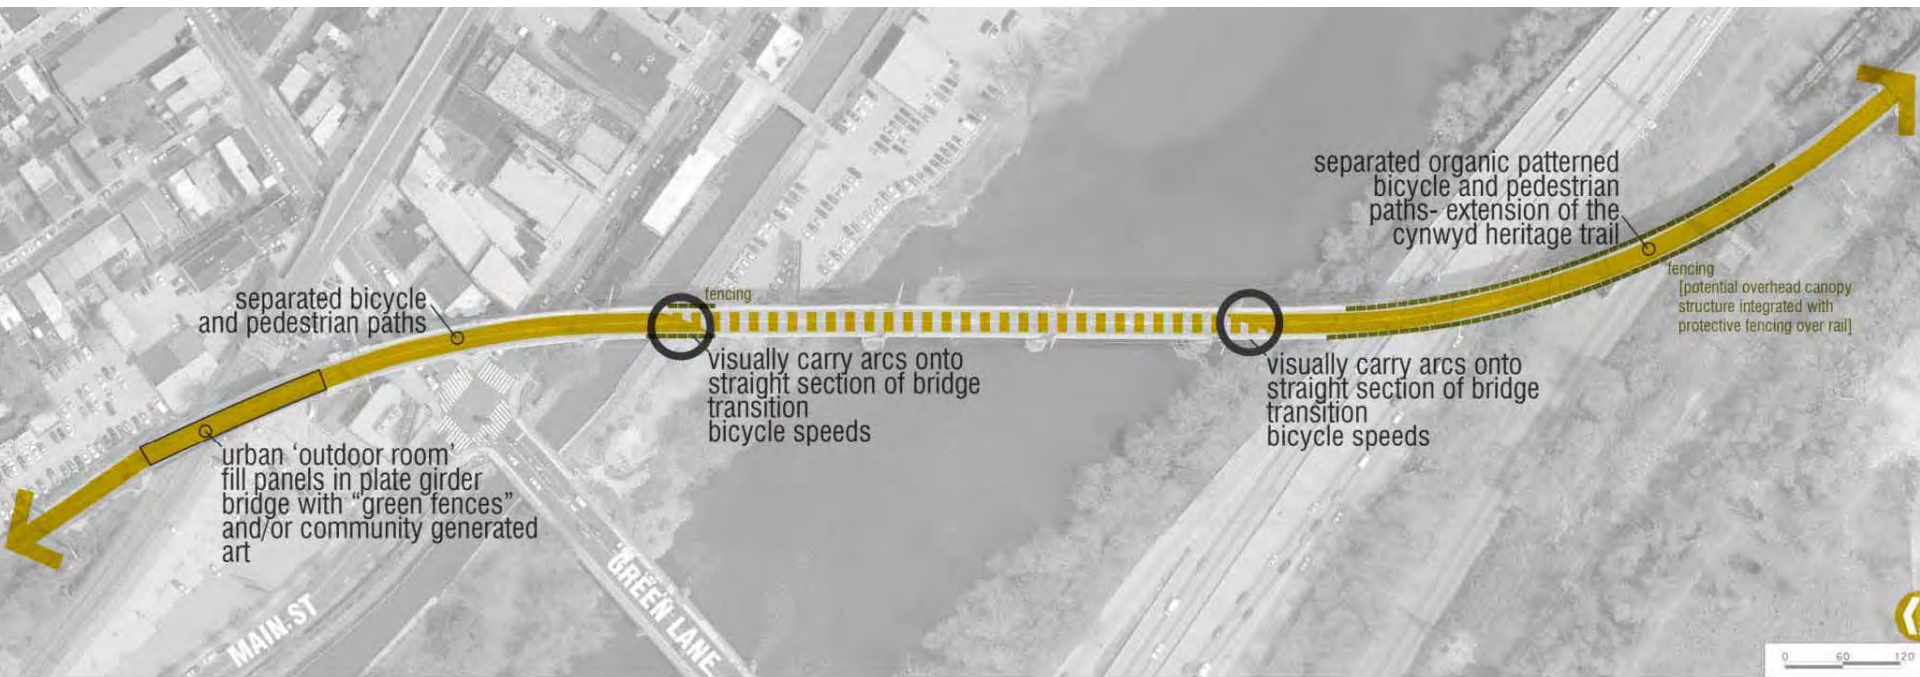 separated organic patterned
bicycle and pedestrian
paths- extension of the
cynwyd heritage trail
fencing
[potential overhead canopy
structure integrated with
protective fencing over rail]
separated bicycle
and pedestrian paths
fencing
visually carry arcs onto
straight section of bridge
transition
bicycle speeds
visually carry arcs onto
straight section of bridge
transition
bicycle speeds
urban ‘outdoor room’
fill panels in plate girder
bridge with “green fences”
and/or community generated
art
MAIN ST
GREEN LANE
0 60 120